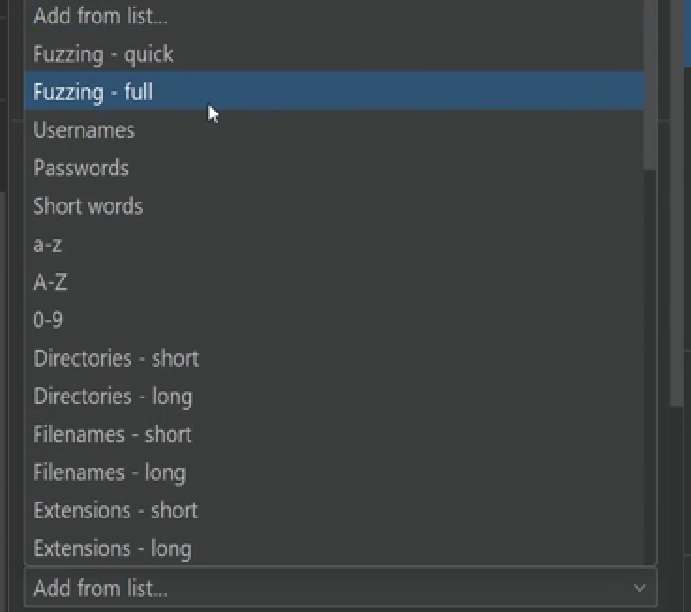 Add from list...
Fuzzing - quick
Fuzzing - full
Usernames
Passwords
Short words
a-z
A-Z
0-9
Directories - short
Directories - long
Filenames - short
Filenames - long
Extensions - short
Extensions - long
Add from list...